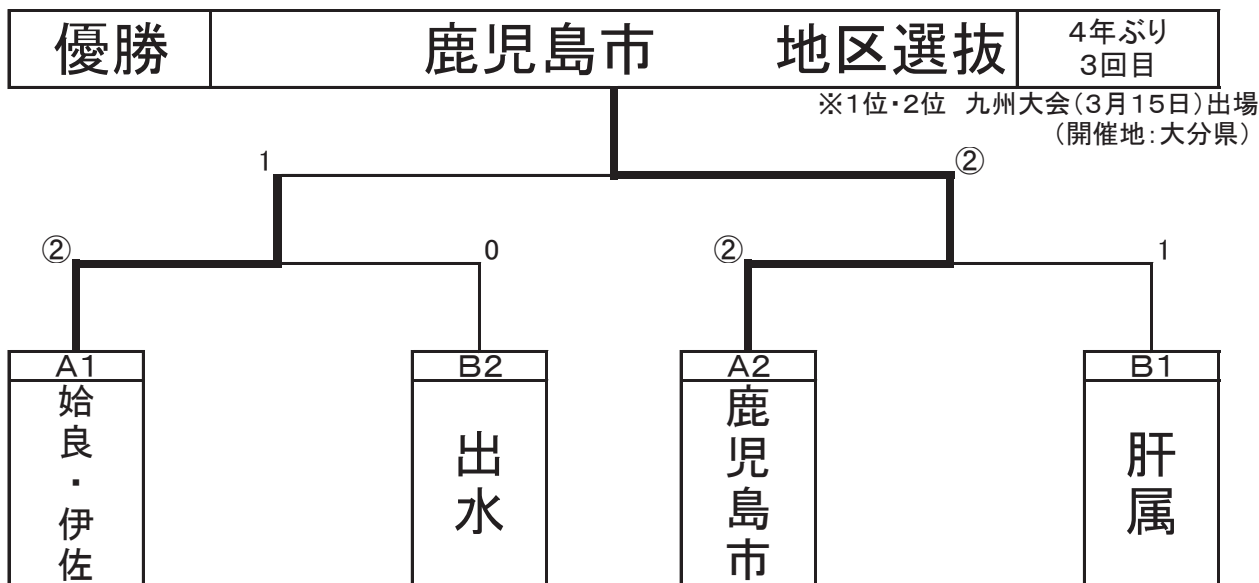 優勝
鹿児島市 地区選抜
4年ぶり
3回目
※1位・2位 九州大会(3月15日)出場
(開催地:大分県)
1
②
②
0
②
1
A1
B2
A2
B1
姶良・伊佐
出水
鹿児島市
肝属